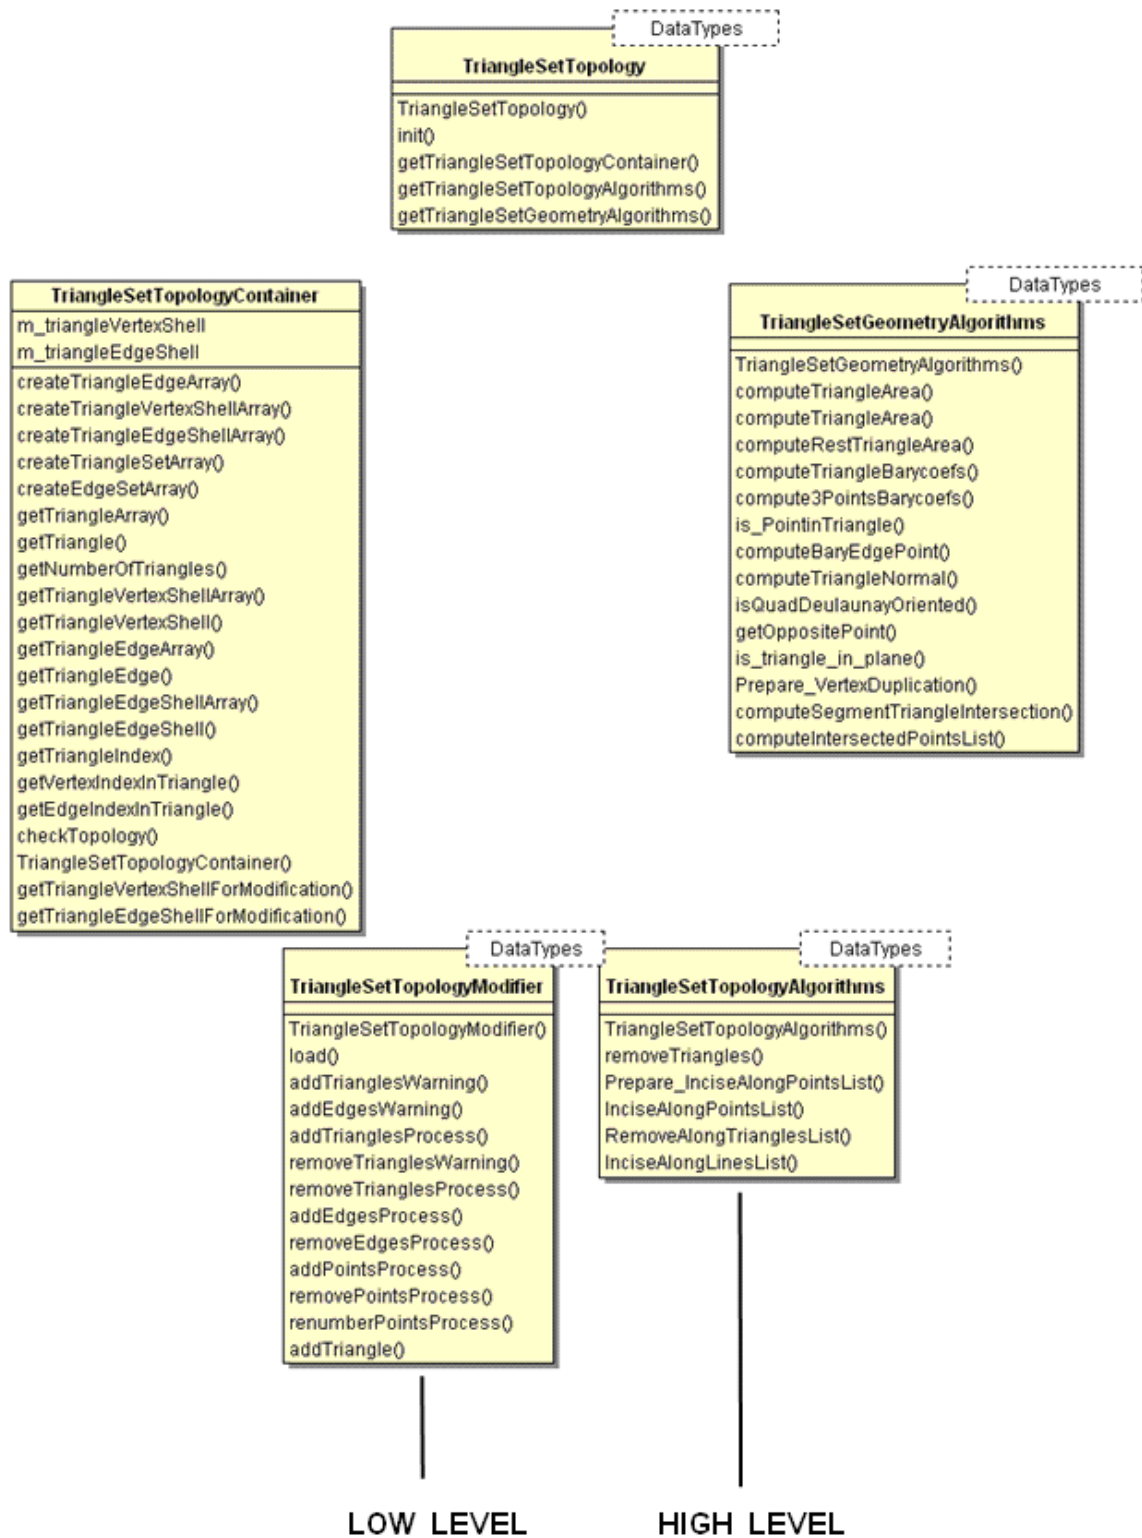 DataTypes
TriangleSetTopology
TriangleSetTopology()
init()
getTriangleSetTopologyContainer()
getTriangleSetTopologyAlgorithms()
getTriangleSetGeometryAlgorithms()
TriangleSetTopologyContainer
m_triangleVertexShell
m_triangleEdgeShell
createTriangleEdgeArray()
createTriangleVertexShellArray()
createTriangleEdgeShellArray()
createTriangleSetArray()
createEdgeSetArray()
getTriangleArray()
getTriangle()
getNumberOfTriangles()
getTriangleVertexShellArray()
getTriangleVertexShell()
getTriangleEdgeArray()
getTriangleEdge()
getTriangleEdgeShellArray()
getTriangleEdgeShell()
getTriangleIndex()
getVertexIndexInTriangle()
getEdgeIndexInTriangle()
checkTopology()
TriangleSetTopologyContainer()
getTriangleVertexShellForModification()
getTriangleEdgeShellForModification()
DataTypes
TriangleSetGeometryAlgorithms
TriangleSetGeometryAlgorithms()
computeTriangleArea()
computeTriangleArea()
computeRestTriangleArea()
computeTriangleBarycoefs()
compute3PointsBarycoefs()
is_PointinTriangle()
computeBaryEdgePoint()
computeTriangleNormal()
isQuadDeulaunayOriented()
getOppositePoint()
is_triangle_in_plane()
Prepare_VertexDuplication()
computeSegmentTriangleIntersection()
computeIntersectedPointsList()
DataTypes
TriangleSetTopologyModifier
TriangleSetTopologyModifier()
load()
addTrianglesWarning()
addEdgesWarning()
addTrianglesProcess()
removeTrianglesWarning()
removeTrianglesProcess()
addEdgesProcess()
removeEdgesProcess()
addPointsProcess()
removePointsProcess()
renumberPointsProcess()
addTriangle()
DataTypes
TriangleSetTopologyAlgorithms
TriangleSetTopologyAlgorithms()
removeTriangles()
Prepare_InciseAlongPointsList()
InciseAlongPointsList()
RemoveAlongTrianglesList()
InciseAlongLinesList()
LOW LEVEL
HIGH LEVEL